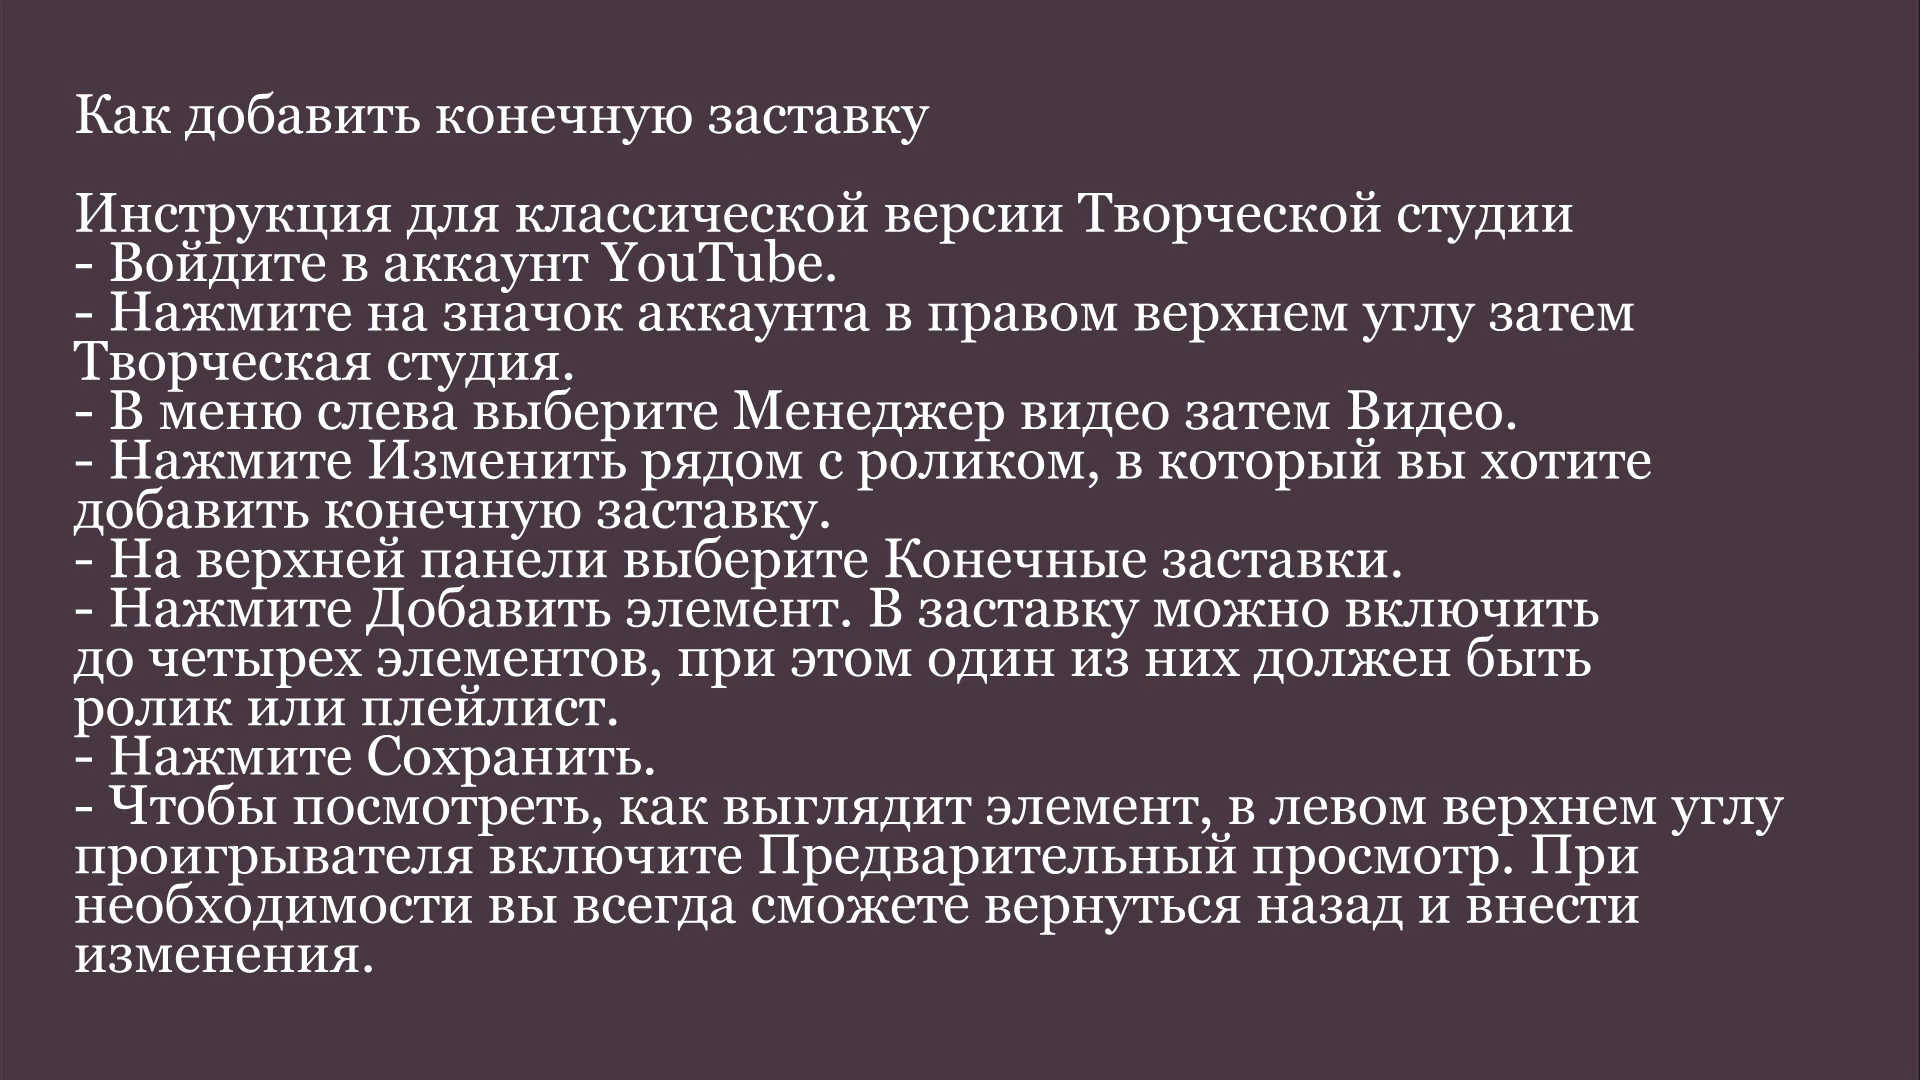 Как добавить конечную заставку
Инструкция для классической версии Творческой студии
- Войдите в аккаунт YouTube.
- Нажмите на значок аккаунта в правом верхнем углу затем
Творческая студия.
- В меню слева выберите Менеджер видео затем Видео.
- Нажмите Изменить рядом с роликом, в который вы хотите
добавить конечную заставку.
- На верхней панели выберите Конечные заставки.
- Нажмите Добавить элемент. В заставку можно включить
до четырех элементов, при этом один из них должен быть
ролик или плейлист.
- Нажмите Сохранить.
- Чтобы посмотреть, как выглядит элемент, в левом верхнем углу
проигрывателя включите Предварительный просмотр. При
необходимости вы всегда сможете вернуться назад и внести
изменения.